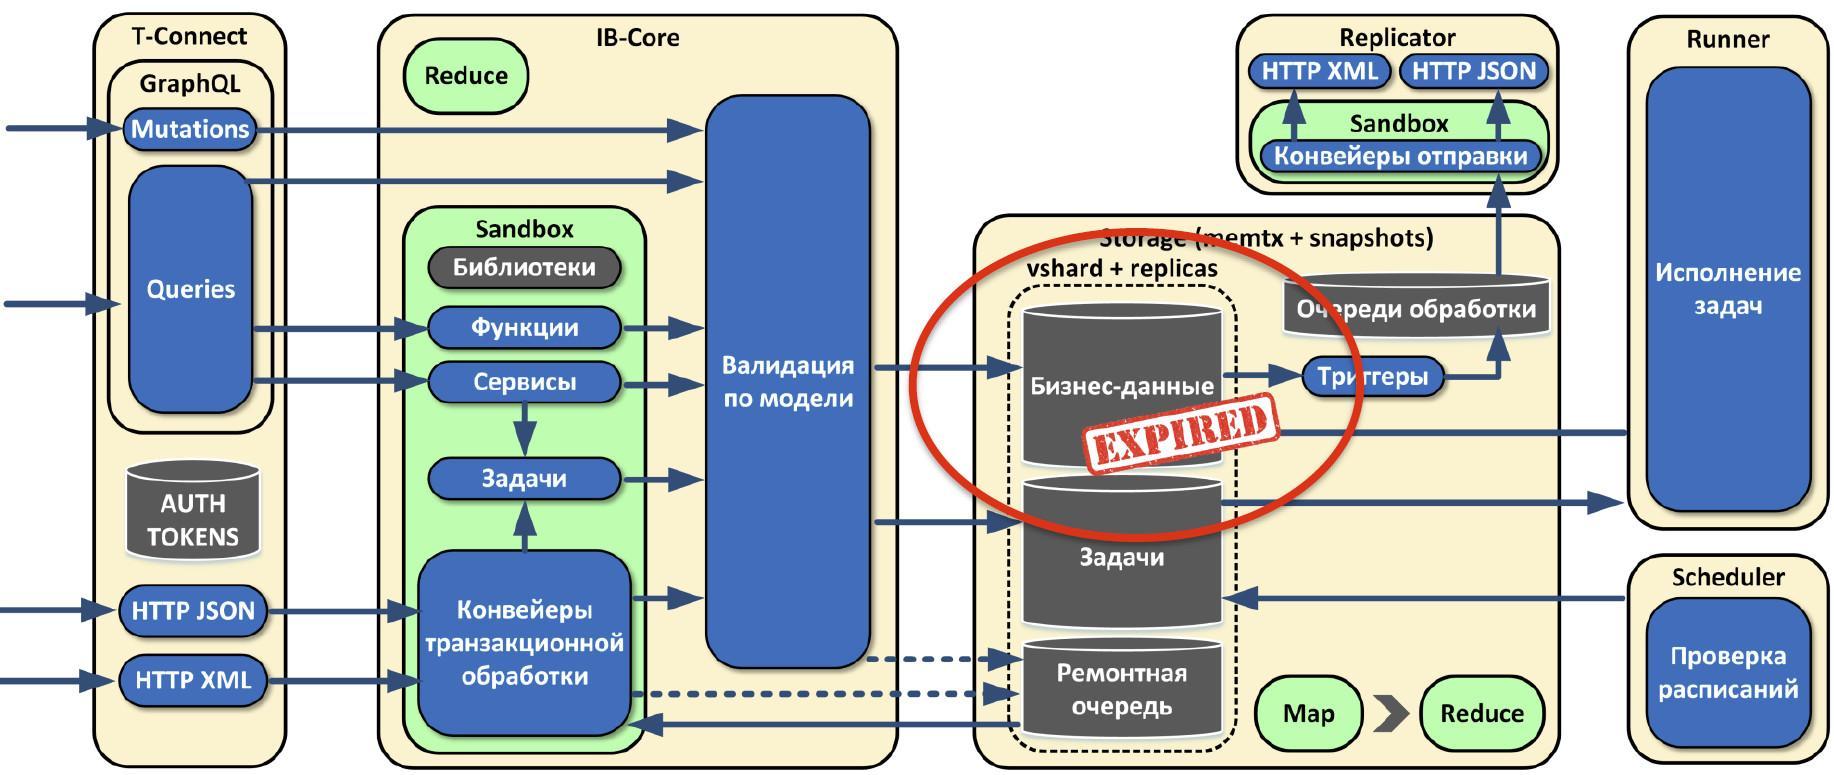 T-Connect
GraphQL
Mutations
Queries
AUTH
TOKENS
HTTP JSON
HTTP XML
IB-Core
Reduce
Sandbox
Библиотеки
Функции
Сервисы
Задачи
Конвейеры
транзакционной
обработки
Валидация
по модели
Replicator
HTTP XML
HTTP JSON
Sandbox
Конвейеры отправки
Storage (memtx + snapshots)
vshard + replicas
Очереди обработки
Бизнес-данные
Триггеры
EXPIRED
Задачи
Ремонтная
очередь
Map
Reduce
Runner
Исполнение
задач
Scheduler
Проверка
расписаний